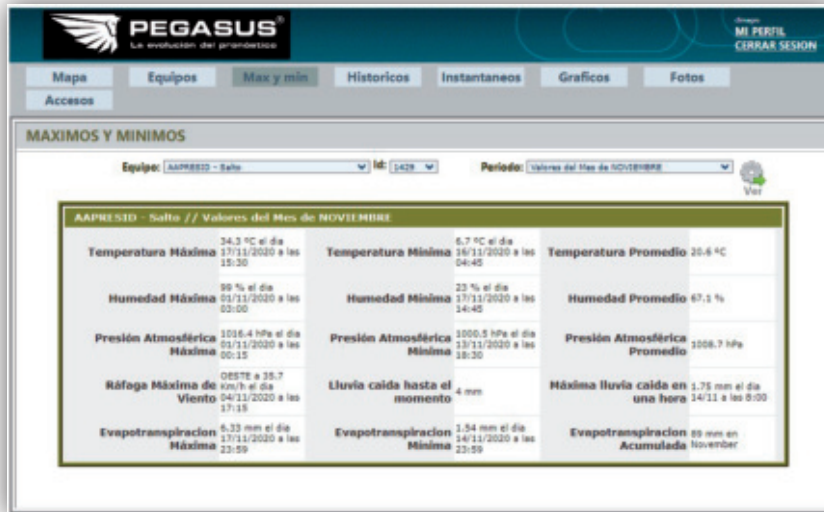 PEGASUS®
La evolución del pronóstico
MI PERFIL
CERRAR SESION
Mapa Equipos Max y min Historicos Instantaneos Graficos Fotos
Accesos
MAXIMOS Y MINIMOS
Equipo: AAPRESID - Salto Id: 1429 Periodo: Valores del Mes de NOVIEMBRE
Ver
AAPRESID - Salto // Valores del Mes de NOVIEMBRE
Temperatura Máxima 34.3 ºC el dia 17/11/2020 a las 15:30 Temperatura Mínima 6.7 ºC el dia 16/11/2020 a las 04:45 Temperatura Promedio 20.6 ºC
Humedad Máxima 99 % el dia 01/11/2020 a las 03:00 Humedad Mínima 23 % el dia 17/11/2020 a las 14:45 Humedad Promedio 67.1 %
Presión Atmosférica Máxima 1016.4 hPa el dia 01/11/2020 a las 00:15 Presión Atmosférica Mínima 1000.5 hPa el dia 13/11/2020 a las 18:30 Presión Atmosférica Promedio 1008.7 hPa
Ráfaga Máxima de Viento OESTE a 35.7 Km/h el dia 04/11/2020 a las 17:15 Lluvia caida hasta el momento 4 mm Máxima lluvia caida en una hora 1.75 mm el dia 14/11 a las 8:00
Evapotranspiracion Máxima 6.33 mm el dia 17/11/2020 a las 23:59 Evapotranspiracion Mínima 1.54 mm el dia 14/11/2020 a las 23:59 Evapotranspiracion Acumulada 89 mm en November